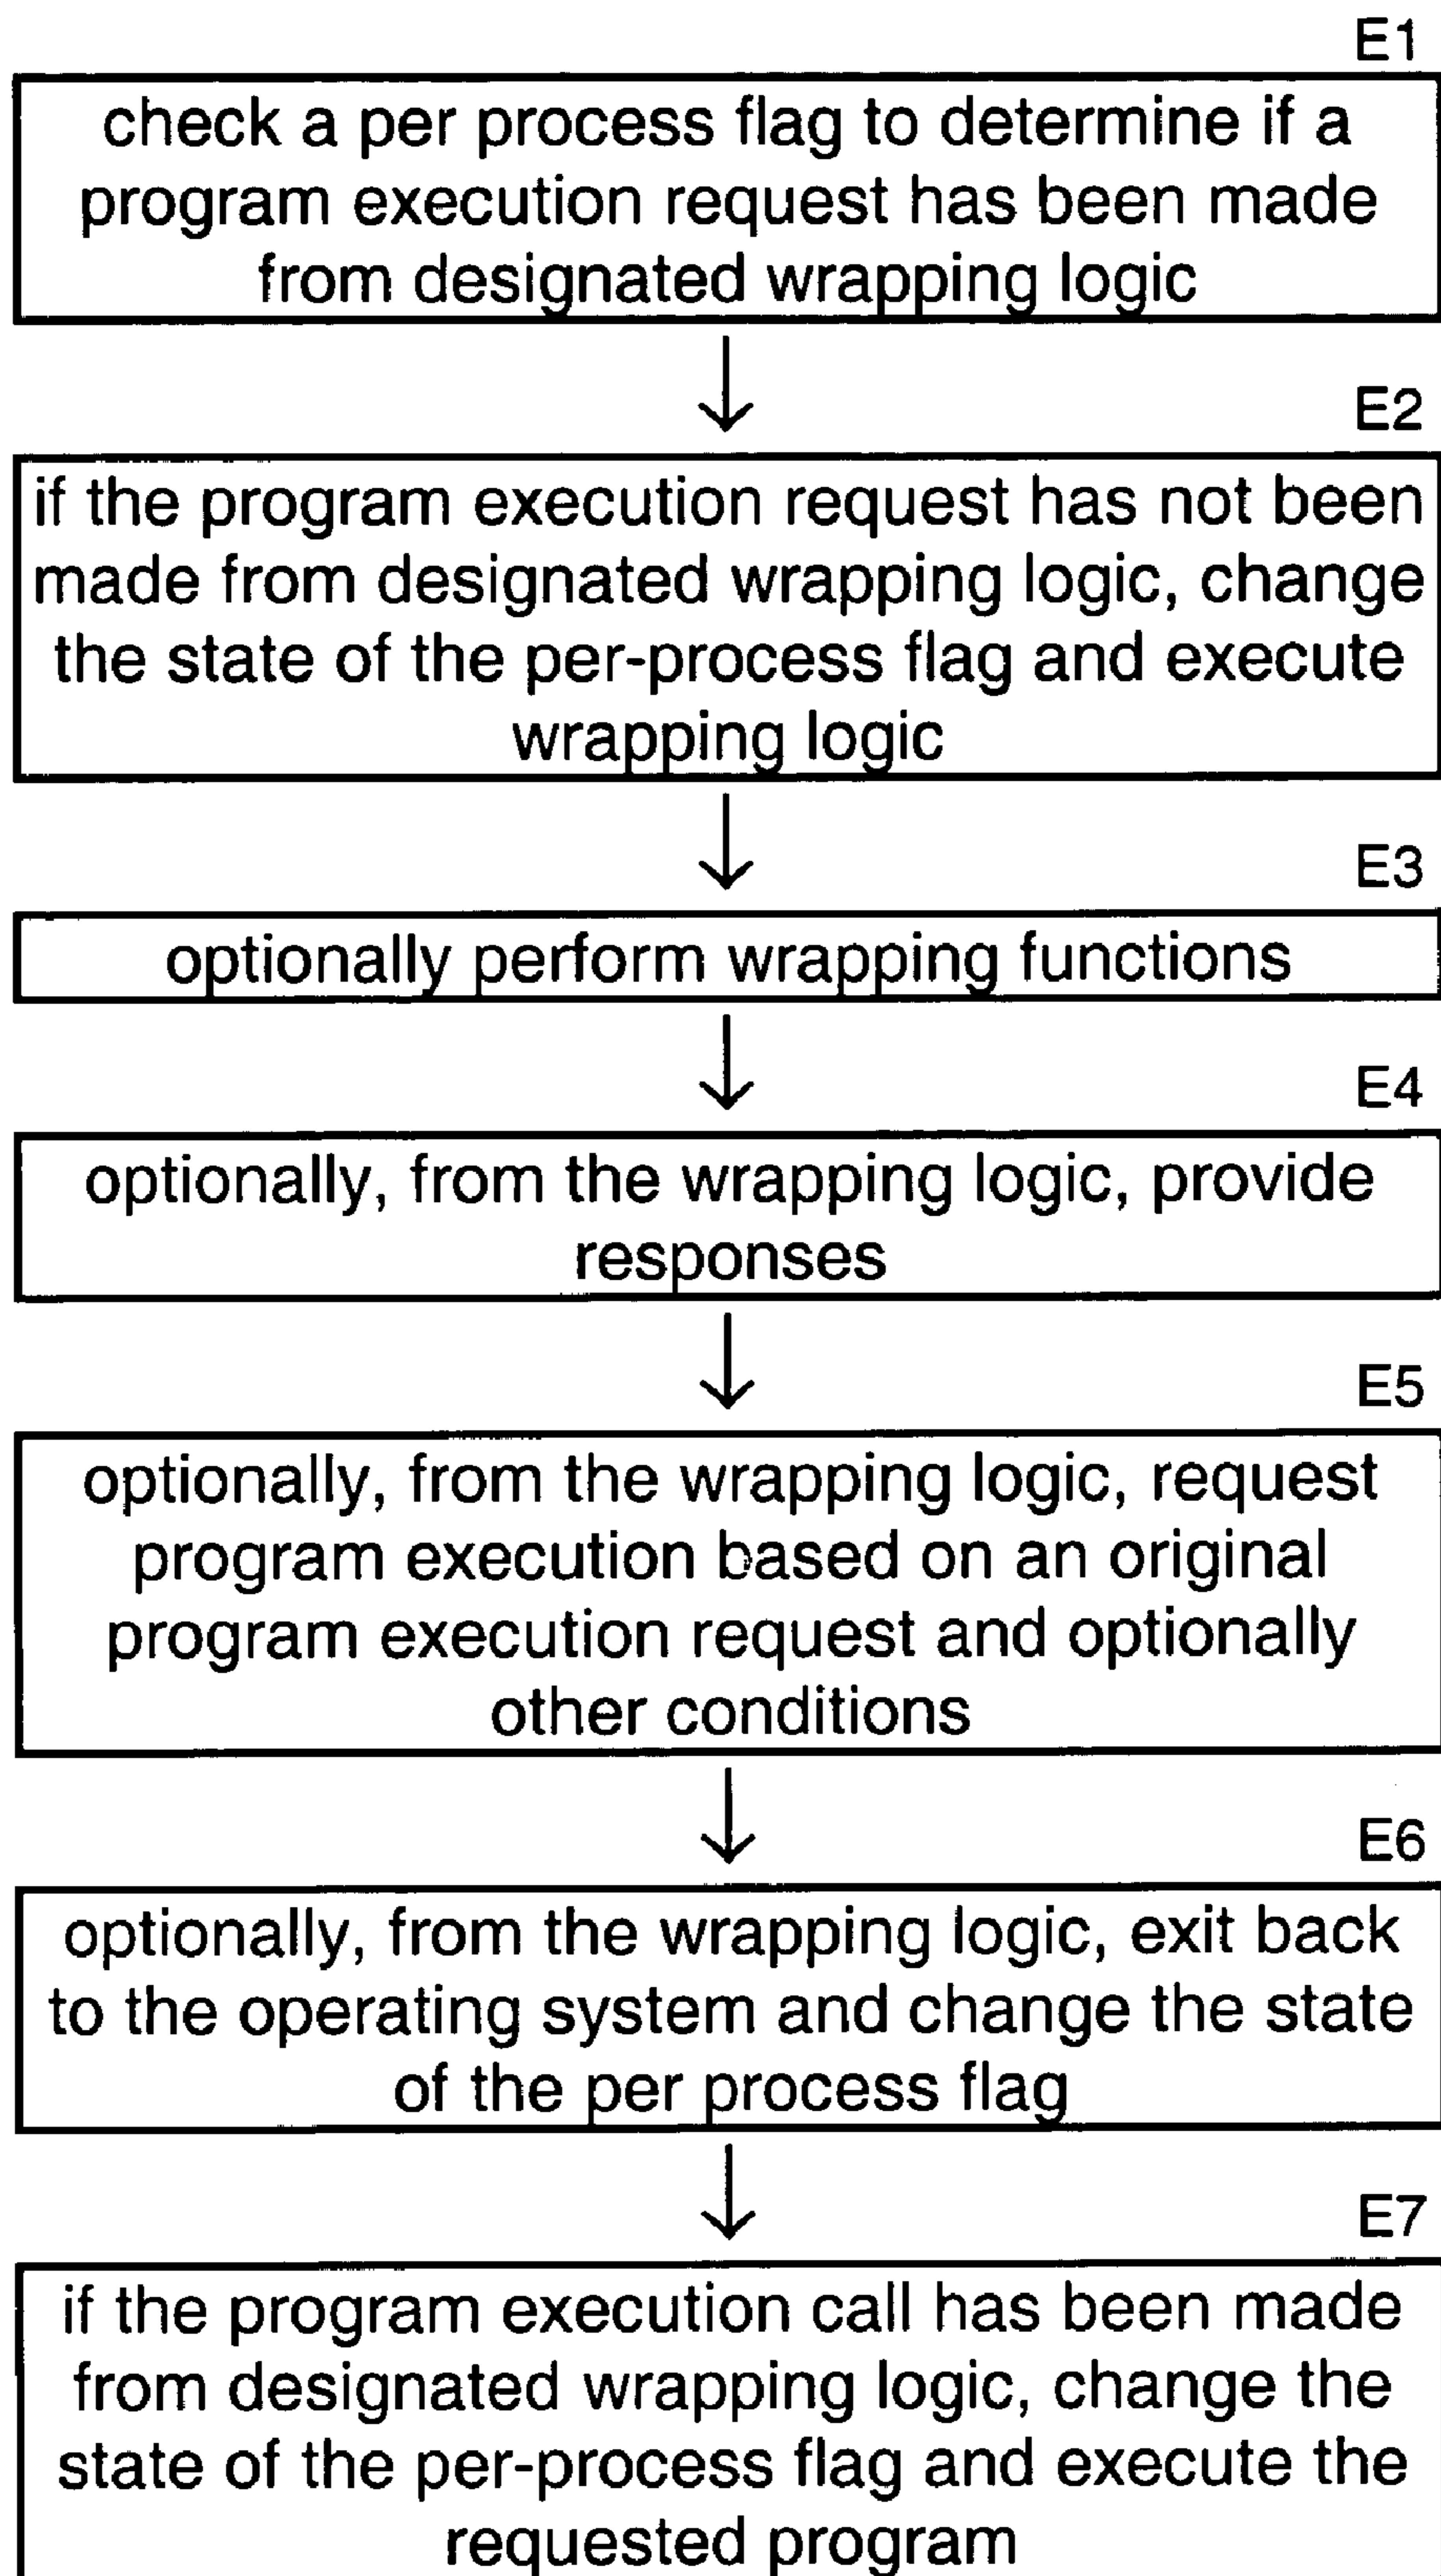 E1
check a per process flag to determine if a
program execution request has been made
from designated wrapping logic
E2
if the program execution request has not been
made from designated wrapping logic, change
the state of the per-process flag and execute
wrapping logic
E3
optionally perform wrapping functions
E4
optionally, from the wrapping logic, provide
responses
E5
optionally, from the wrapping logic, request
program execution based on an original
program execution request and optionally
other conditions
E6
optionally, from the wrapping logic, exit back
to the operating system and change the state
of the per process flag
E7
if the program execution call has been made
from designated wrapping logic, change the
state of the per-process flag and execute the
requested program